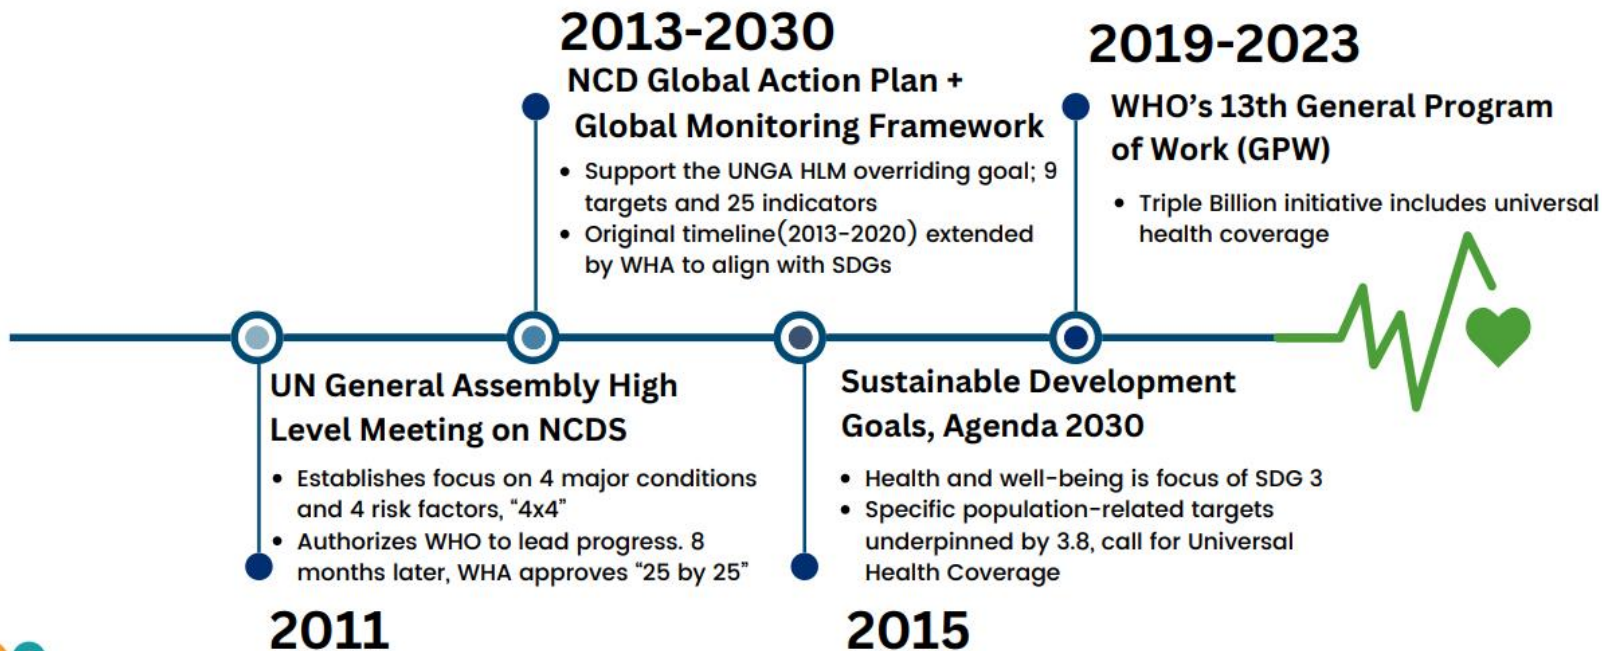 2013-2030
NCD Global Action Plan +
Global Monitoring Framework
• Support the UNGA HLM overriding goal; 9
targets and 25 indicators
• Original timeline(2013-2020) extended
by WHA to align with SDGs
2019-2023
WHO’s 13th General Program
of Work (GPW)
• Triple Billion initiative includes universal
health coverage
UN General Assembly High
Level Meeting on NCDS
• Establishes focus on 4 major conditions
and 4 risk factors, “4x4”
• Authorizes WHO to lead progress. 8
months later, WHA approves “25 by 25”
2011
Sustainable Development
Goals, Agenda 2030
• Health and well-being is focus of SDG 3
• Specific population-related targets
underpinned by 3.8, call for Universal
Health Coverage
2015